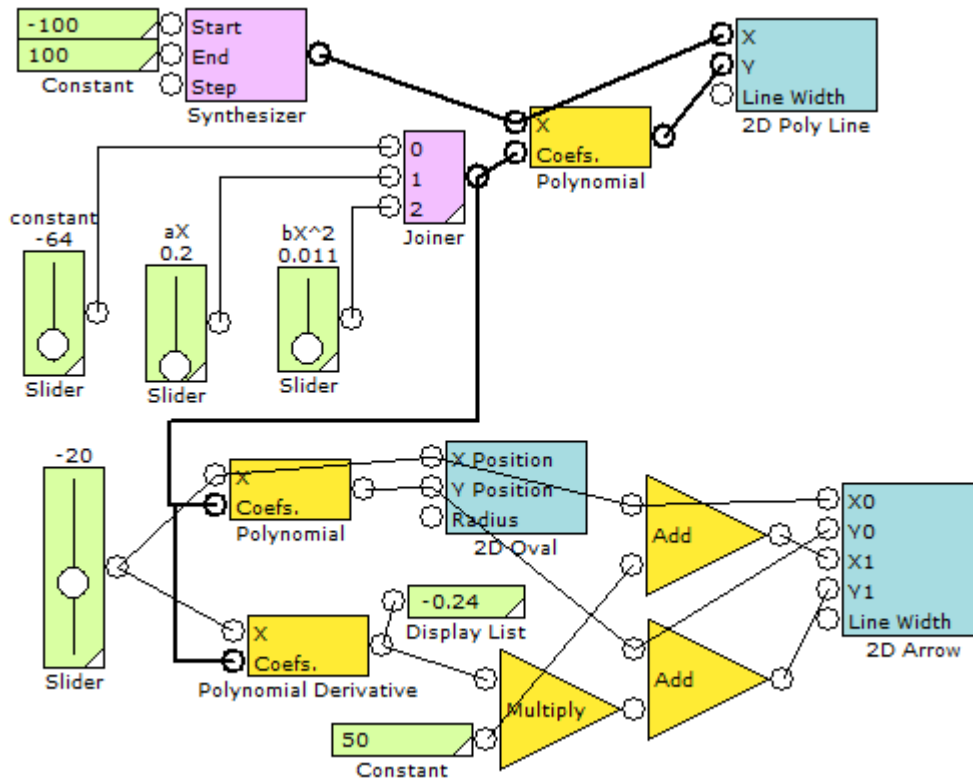 -100
Start
100
End
Constant
Step
Synthesizer
X
Y
Line Width
2D Poly Line
X
Coefs.
Polynomial
0
1
2
Joiner
constant
-64
Slider
aX
0.2
Slider
bX^2
0.011
Slider
-20
Slider
X
Coefs.
Polynomial
X Position
Y Position
Radius
2D Oval
Add
X0
Y0
X1
Y1
Line Width
2D Arrow
X
Coefs.
Polynomial Derivative
-0.24
Display List
Multiply
Add
50
Constant